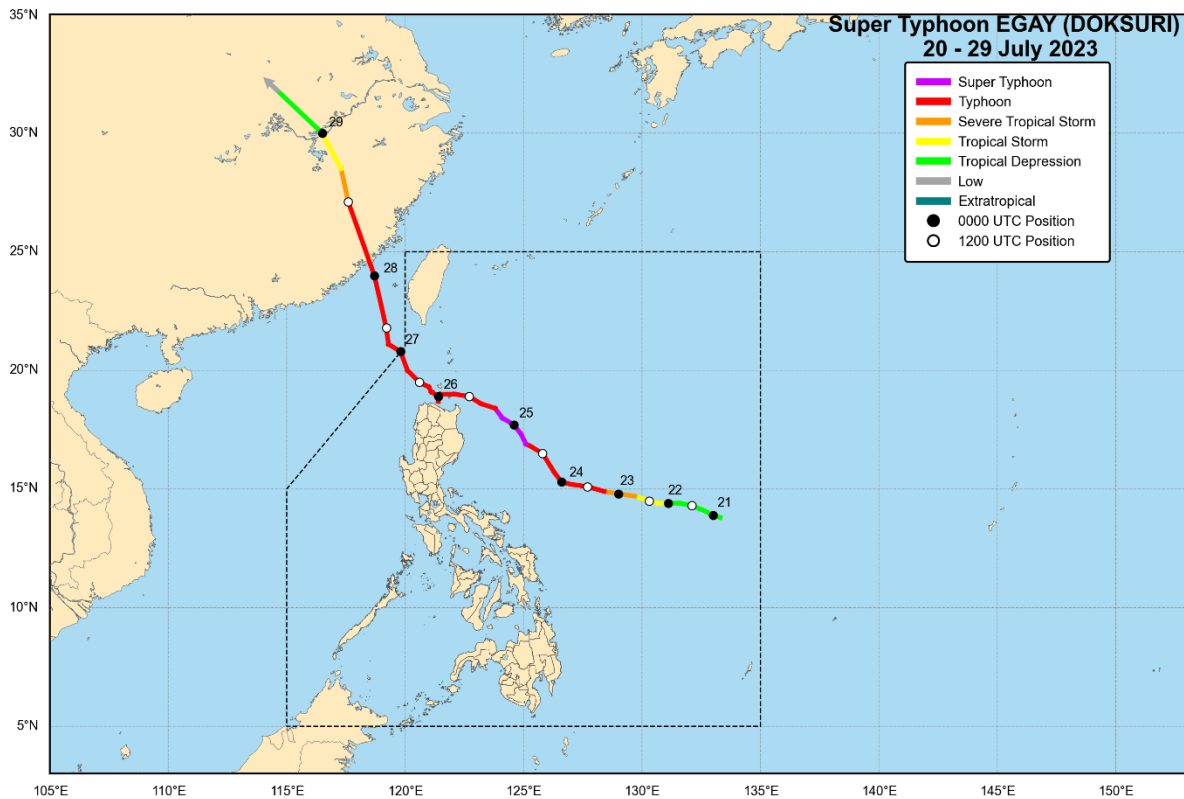 Super Typhoon EGAY (DOKSURI)
20 - 29 July 2023
Super Typhoon
Typhoon
Severe Tropical Storm
Tropical Storm
Tropical Depression
Low
Extratropical
0000 UTC Position
1200 UTC Position
35°N
30°N
25°N
20°N
15°N
10°N
5°N
29
28
27
26
25
24
23
22
21
105°E
110°E
115°E
120°E
125°E
130°E
135°E
140°E
145°E
150°E